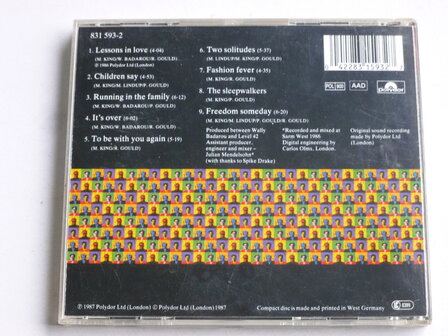 831 593-2
0 42283 15932 7
POL 900
AAD
polydor
1. Lessons in love (4·04)
(M. KING/W. BADAROU/R. GOULD)
℗ 1986 Polydor Ltd (London)
2. Children say (4·53)
(M. KING/M. LINDUP/P. GOULD)
3. Running in the family (6·12)
(M. KING/W. BADAROU/P. GOULD)
4. It's over (6·02)
(M. KING/W. BADAROU/R. GOULD)
5. To be with you again (5·19)
(M. KING/R. GOULD)
6. Two solitudes (5·37)
(M. LINDUP/M. KING/P. GOULD)
7. Fashion fever (4·35)
(M. KING/R. GOULD)
8. The sleepwalkers
(M. KING/P. GOULD)
9. Freedom someday (6·20)
(M. KING/M. LINDUP/P. GOULD/R. GOULD)
Produced between Wally
Badarou and Level 42
Assistant producer,
engineer and mixer –
Julian Mendelsohn*
(with thanks to Spike Drake)
*Recorded and mixed at
Sarm West 1986
Digital engineering by
Carlos Olms, London.
Original sound recording
made by Polydor Ltd
(London)
℗ 1987 Polydor Ltd (London) © Polydor Ltd (London) 1987
Compact disc is made and printed in West Germany